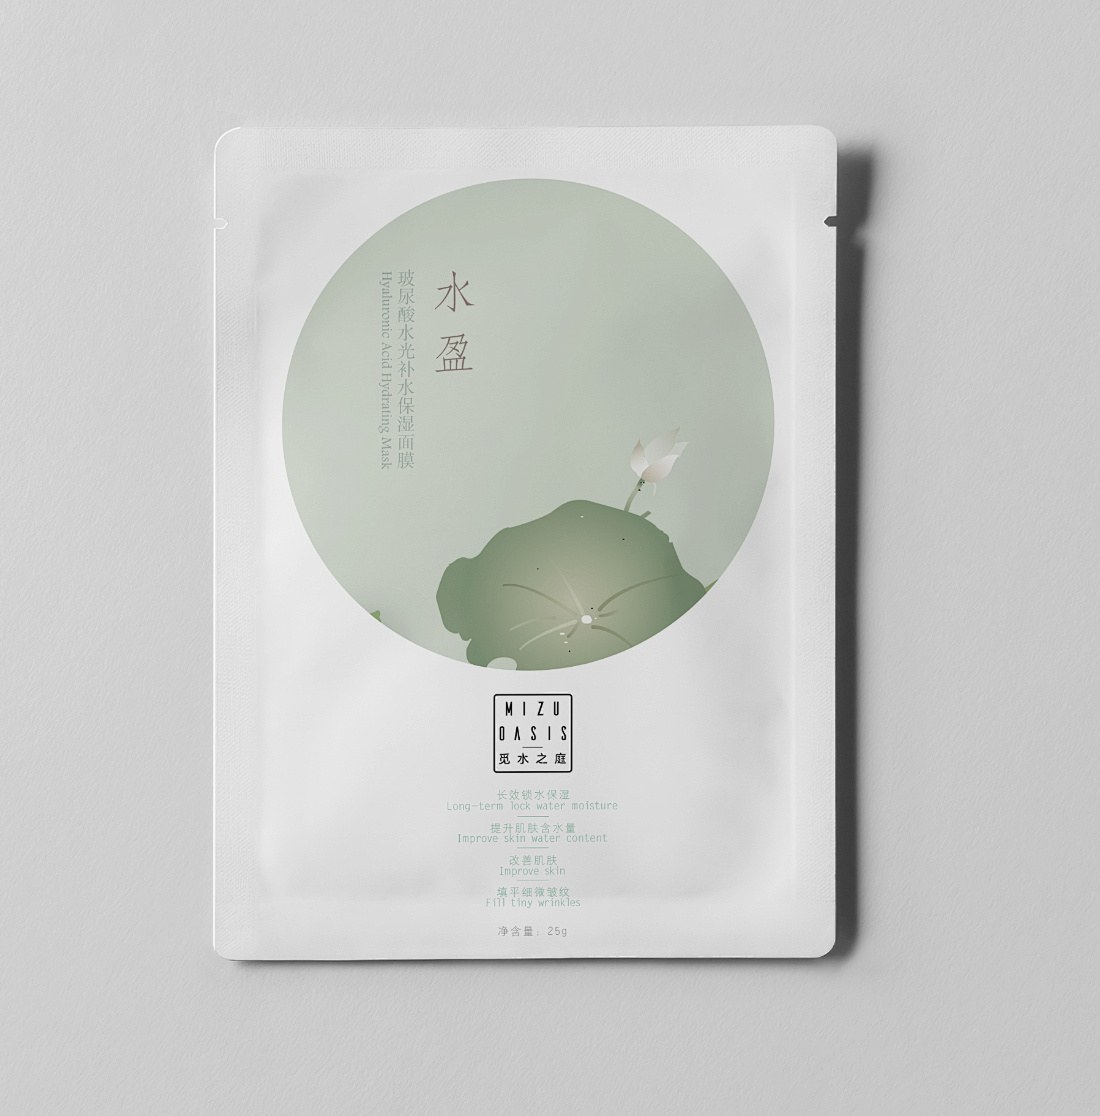 水盈
玻尿酸水光补水保湿面膜
Hyaluronic Acid Hydrating Mask
MIZU
OASIS
觅水之庭
长效锁水保湿
Long-term lock water moisture
提升肌肤含水量
Improve skin water content
改善肌肤
Improve skin
填平细微皱纹
Fill tiny wrinkles
净含量：25g